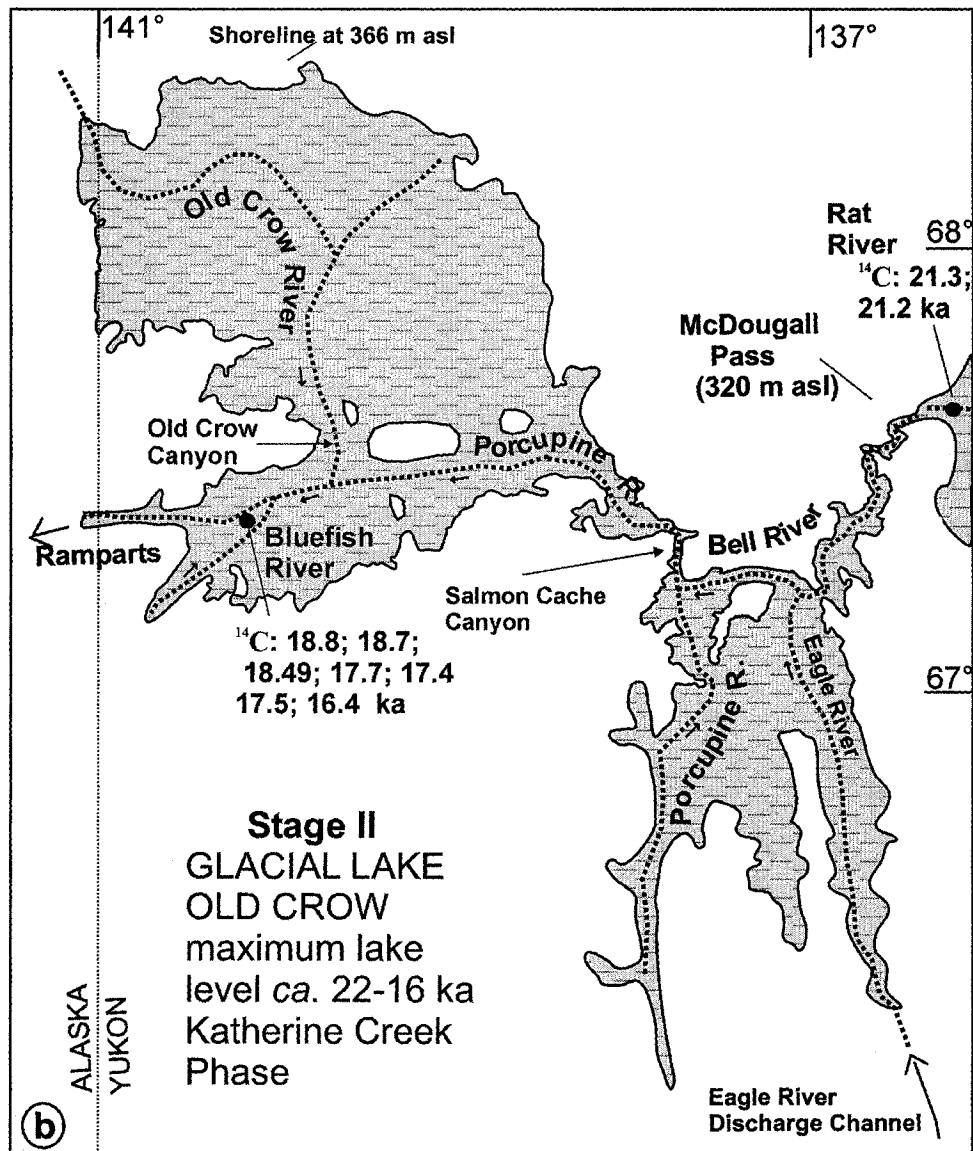 141°
137°
Shoreline at 366 m asl
Old Crow River
Rat
River
68°
¹⁴C: 21.3;
21.2 ka
McDougall
Pass
(320 m asl)
Old Crow
Canyon
Porcupine R.
Bell River
Ramparts
Bluefish
River
Salmon Cache
Canyon
¹⁴C: 18.8; 18.7;
18.49; 17.7; 17.4
17.5; 16.4 ka
Eagle River
67°
Porcupine R.
Stage II
GLACIAL LAKE
OLD CROW
maximum lake
level ca. 22-16 ka
Katherine Creek
Phase
ALASKA
YUKON
Eagle River
Discharge Channel
b